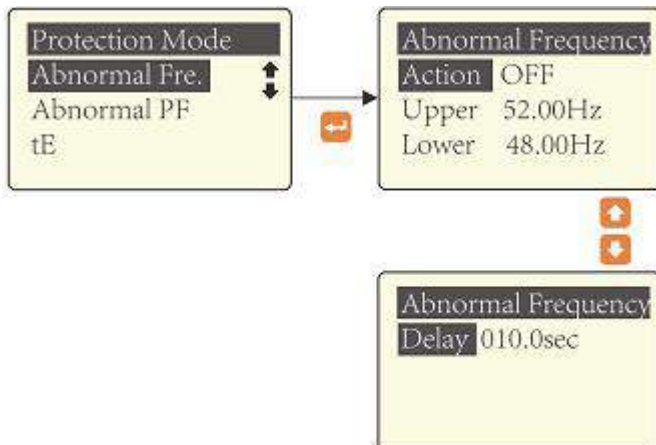 Protection Mode
Abnormal Fre.
Abnormal PF
tE
Abnormal Frequency
Action OFF
Upper 52.00Hz
Lower 48.00Hz
Abnormal Frequency
Delay 010.0sec